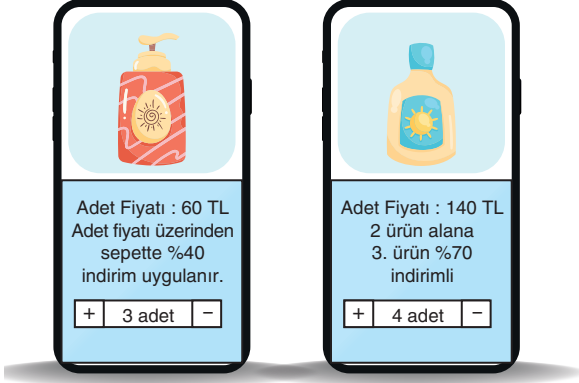 Adet Fiyatı : 60 TL
Adet fiyatı üzerinden
sepette %40
indirim uygulanır.
+ 3 adet −
Adet Fiyatı : 140 TL
2 ürün alana
3. ürün %70
indirimli
+ 4 adet −